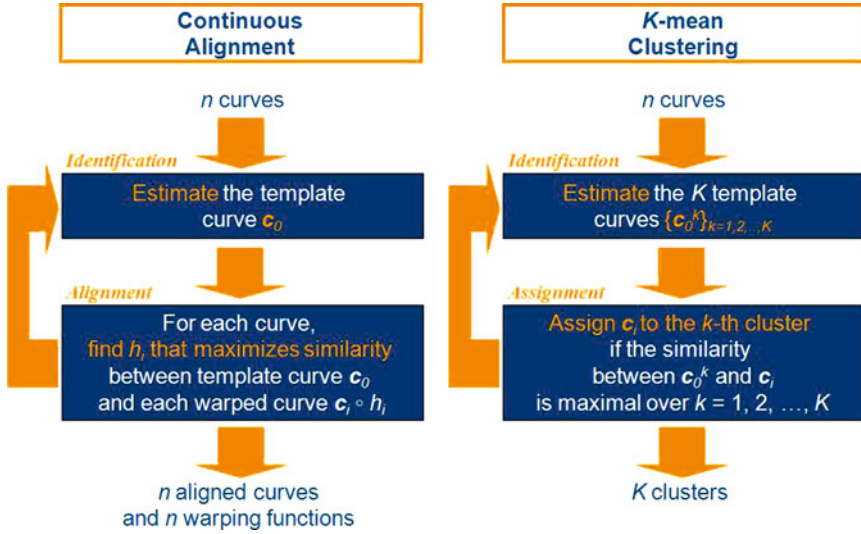 Continuous
Alignment
n curves
Identification
Estimate the template
curve c₀
Alignment
For each curve,
find hᵢ that maximizes similarity
between template curve c₀
and each warped curve cᵢ ∘ hᵢ
n aligned curves
and n warping functions
K-mean
Clustering
n curves
Identification
Estimate the K template
curves {c₀ᵏ}k=1,2,...,K
Assignment
Assign cᵢ to the k-th cluster
if the similarity
between c₀ᵏ and cᵢ
is maximal over k = 1, 2, ..., K
K clusters